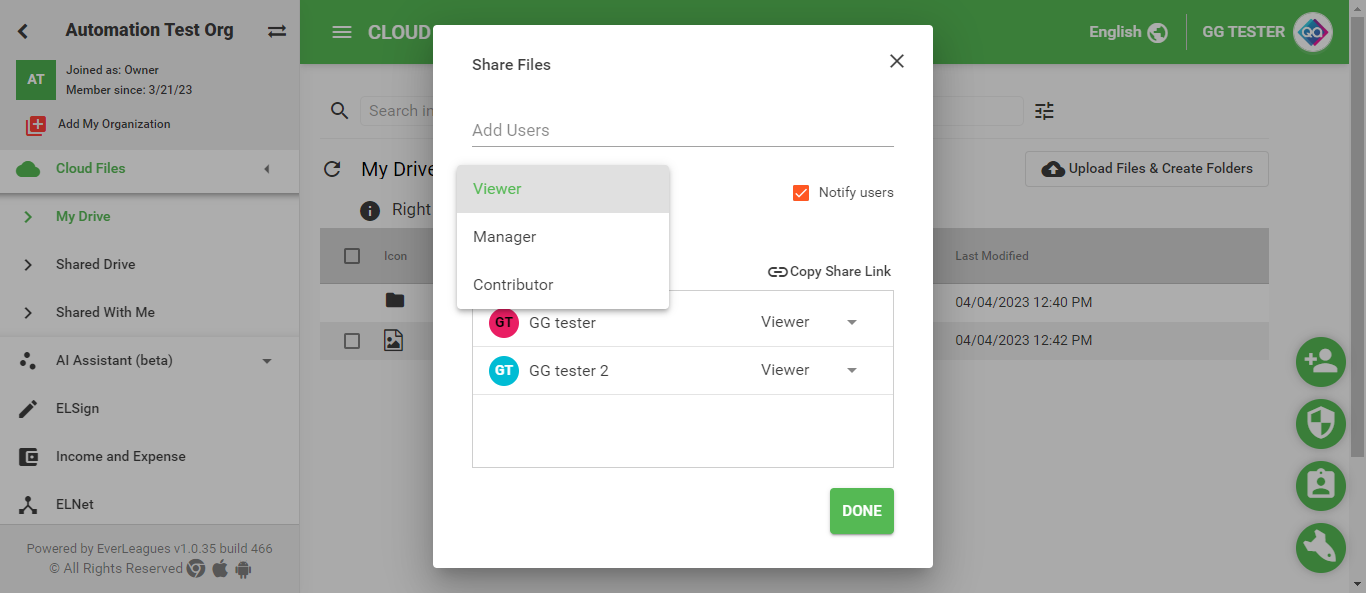 Automation Test Org
AT
Joined as: Owner
Member since: 3/21/23
Add My Organization
Cloud Files
My Drive
Shared Drive
Shared With Me
AI Assistant (beta)
ELSign
Income and Expense
ELNet
Powered by EverLeagues v1.0.35 build 466
© All Rights Reserved
CLOUD
English
GG TESTER
QA
Search in
My Drive
Upload Files & Create Folders
Right
Icon
Last Modified
04/04/2023 12:40 PM
04/04/2023 12:42 PM
Share Files
Add Users
Viewer
Manager
Contributor
Notify users
Copy Share Link
GT GG tester Viewer
GT GG tester 2 Viewer
DONE